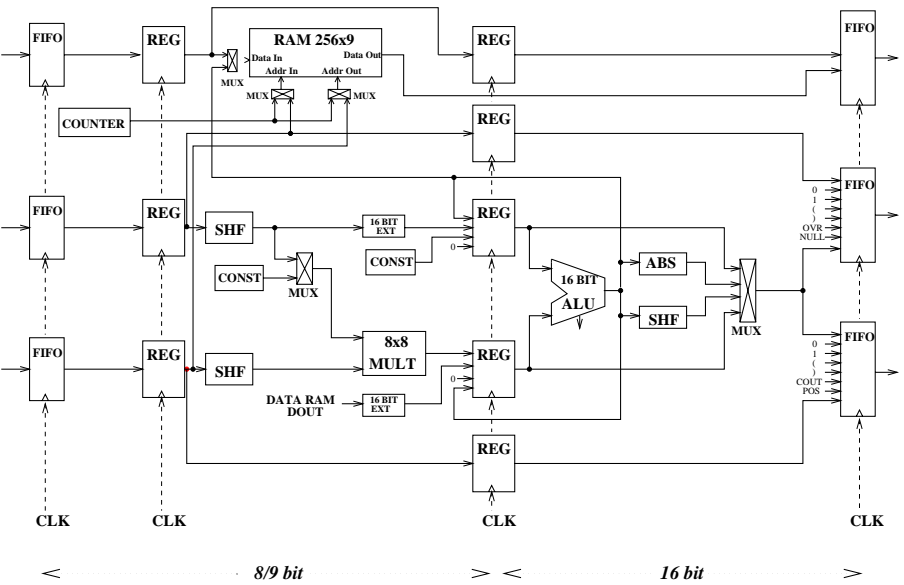 FIFO
REG
RAM 256x9
Data In
Data Out
Addr In
Addr Out
MUX
MUX
MUX
REG
FIFO
COUNTER
REG
FIFO
REG
SHF
16 BIT
EXT
REG
FIFO
0
1
(
)
OVR
NULL
CONST
MUX
CONST
0
16 BIT
ALU
ABS
SHF
MUX
FIFO
REG
SHF
8x8
MULT
REG
0
DATA RAM
DOUT
16 BIT
EXT
FIFO
0
1
(
)
COUT
POS
REG
CLK
CLK
CLK
CLK
8/9 bit
16 bit